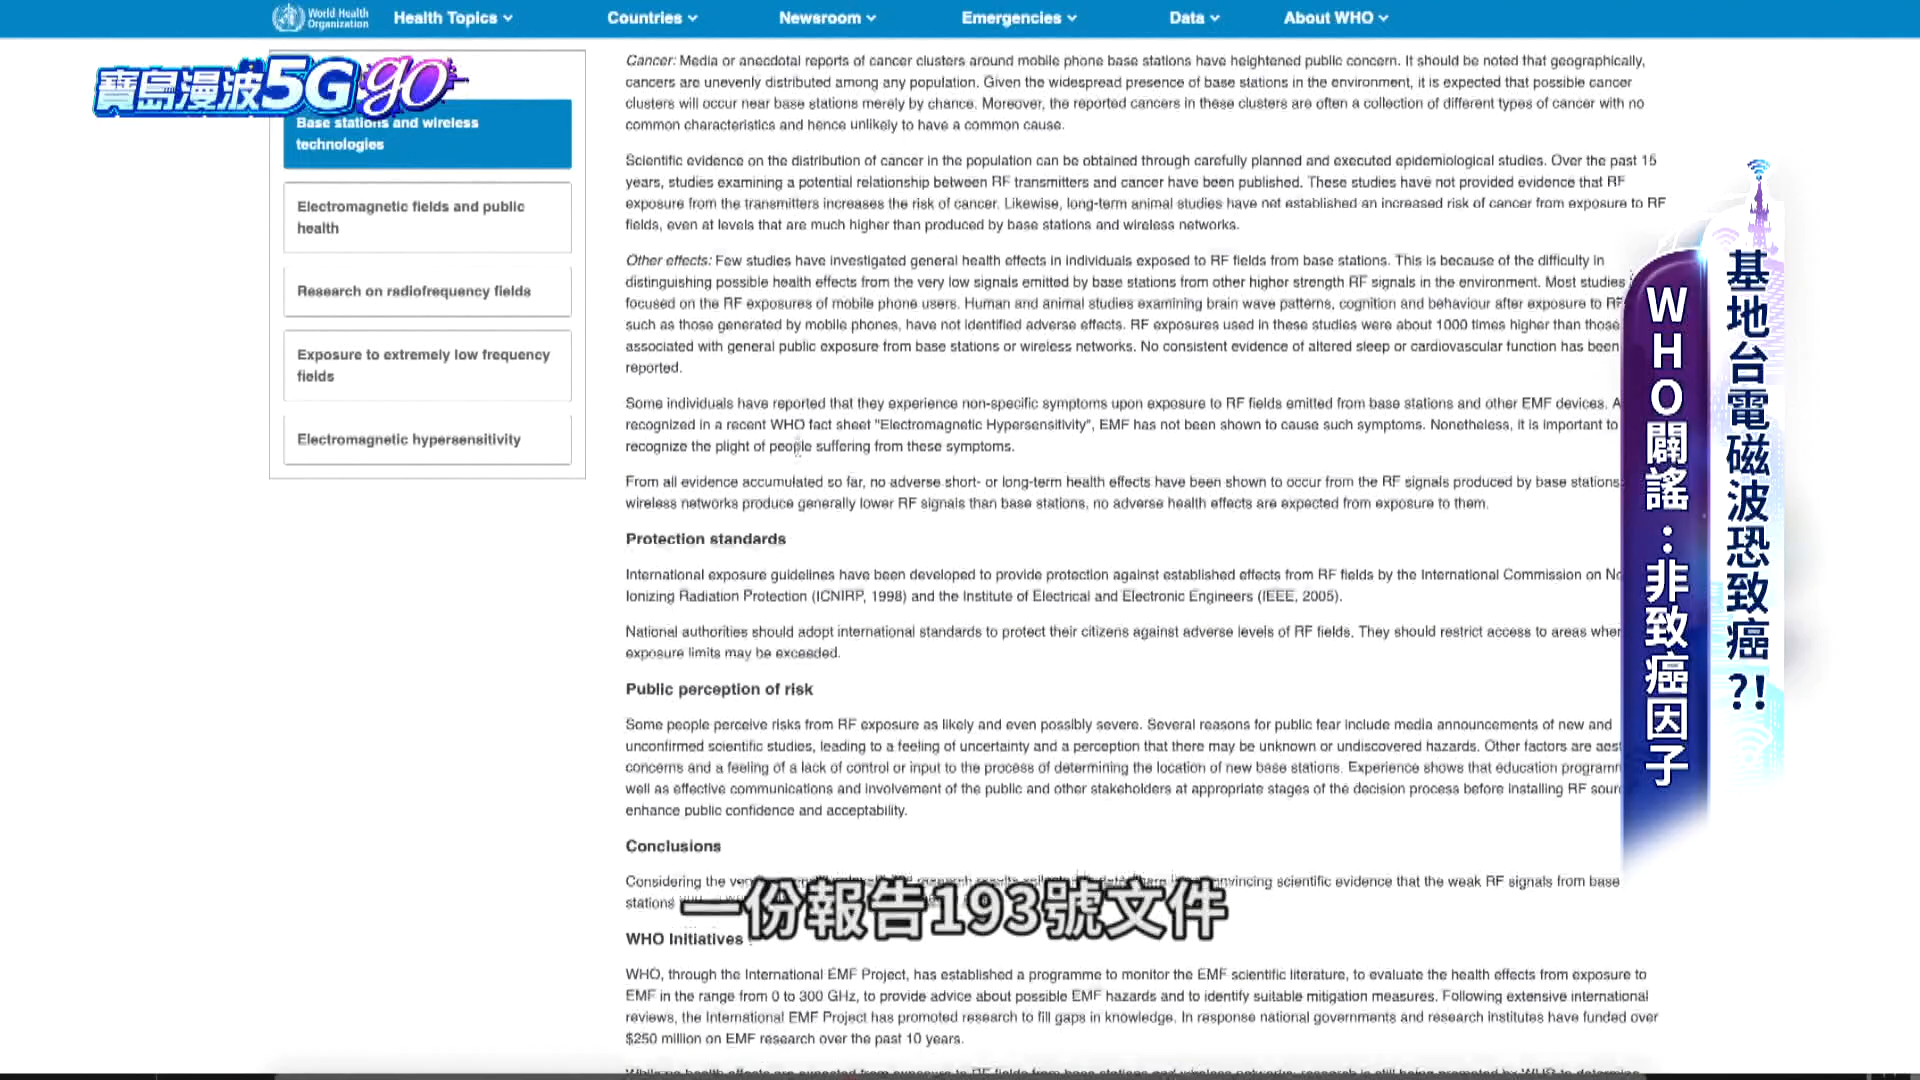 World Health
Organization
Health Topics
Countries
Newsroom
Emergencies
Data
About WHO
寶島漫波5Ggo
Base stations and wireless
technologies
Electromagnetic fields and public
health
Research on radiofrequency fields
Exposure to extremely low frequency
fields
Electromagnetic hypersensitivity
Cancer: Media or anecdotal reports of cancer clusters around mobile phone base stations have heightened public concern. It should be noted that geographically,
cancers are unevenly distributed among any population. Given the widespread presence of base stations in the environment, it is expected that possible cancer
clusters will occur near base stations merely by chance. Moreover, the reported cancers in these clusters are often a collection of different types of cancer with no
common characteristics and hence unlikely to have a common cause.
Scientific evidence on the distribution of cancer in the population can be obtained through carefully planned and executed epidemiological studies. Over the past 15
years, studies examining a potential relationship between RF transmitters and cancer have been published. These studies have not provided evidence that RF
exposure from the transmitters increases the risk of cancer. Likewise, long-term animal studies have not established an increased risk of cancer from exposure to RF
fields, even at levels that are much higher than produced by base stations and wireless networks.
Other effects: Few studies have investigated general health effects in individuals exposed to RF fields from base stations. This is because of the difficulty in
distinguishing possible health effects from the very low signals emitted by base stations from other higher strength RF signals in the environment. Most studies
focused on the RF exposures of mobile phone users. Human and animal studies examining brain wave patterns, cognition and behaviour after exposure to RF
such as those generated by mobile phones, have not identified adverse effects. RF exposures used in these studies were about 1000 times higher than those
associated with general public exposure from base stations or wireless networks. No consistent evidence of altered sleep or cardiovascular function has been
reported.
Some individuals have reported that they experience non-specific symptoms upon exposure to RF fields emitted from base stations and other EMF devices. A
recognized in a recent WHO fact sheet "Electromagnetic Hypersensitivity", EMF has not been shown to cause such symptoms. Nonetheless, it is important to
recognize the plight of people suffering from these symptoms.
From all evidence accumulated so far, no adverse short- or long-term health effects have been shown to occur from the RF signals produced by base stations.
wireless networks produce generally lower RF signals than base stations, no adverse health effects are expected from exposure to them.
Protection standards
International exposure guidelines have been developed to provide protection against established effects from RF fields by the International Commission on No
Ionizing Radiation Protection (ICNIRP, 1998) and the Institute of Electrical and Electronic Engineers (IEEE, 2005).
National authorities should adopt international standards to protect their citizens against adverse levels of RF fields. They should restrict access to areas wher
exposure limits may be exceeded.
Public perception of risk
Some people perceive risks from RF exposure as likely and even possibly severe. Several reasons for public fear include media announcements of new and
unconfirmed scientific studies, leading to a feeling of uncertainty and a perception that there may be unknown or undiscovered hazards. Other factors are aest
concerns and a feeling of a lack of control or input to the process of determining the location of new base stations. Experience shows that education programm
well as effective communications and involvement of the public and other stakeholders at appropriate stages of the decision process before installing RF sour
enhance public confidence and acceptability.
Conclusions
Considering the very convincing scientific evidence that the weak RF signals from base
stations
一份報告193號文件
WHO Initiatives
WHO, through the International EMF Project, has established a programme to monitor the EMF scientific literature, to evaluate the health effects from exposure to
EMF in the range from 0 to 300 GHz, to provide advice about possible EMF hazards and to identify suitable mitigation measures. Following extensive international
reviews, the International EMF Project has promoted research to fill gaps in knowledge. In response national governments and research institutes have funded over
$250 million on EMF research over the past 10 years.
While no health effects are expected from exposure to RF fields from base stations and wireless networks, research is still being promoted by WHO to determine
基地台電磁波恐致癌?!
WHO闢謠：非致癌因子